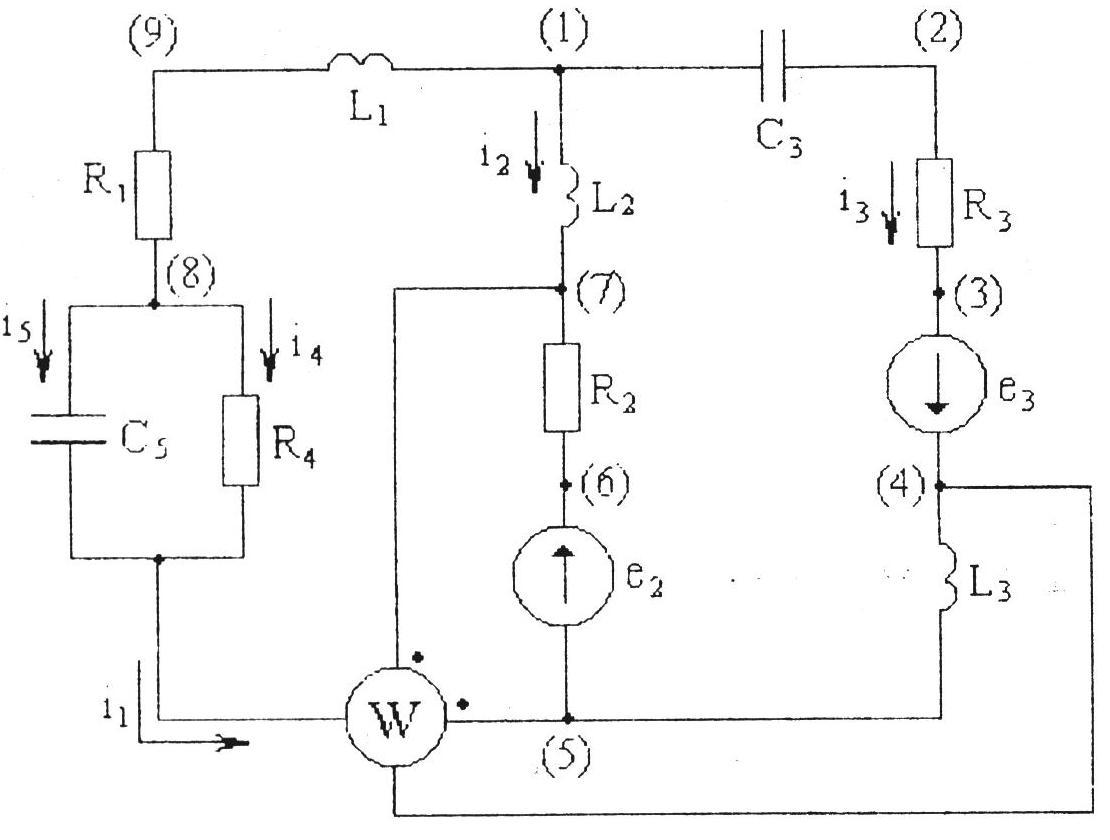 (9)
(1)
(2)
L1
C3
i2
R1
L2
i3
R3
(8)
(7)
(3)
i5
i4
R2
e3
C5
R4
(6)
(4)
e2
L3
i1
W
(5)